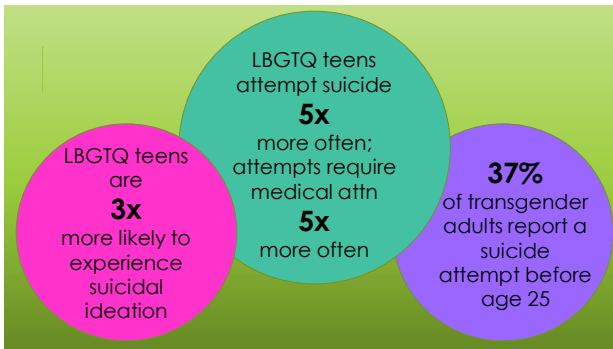 LBGTQ teens
are
3x
more likely to
experience
suicidal
ideation
LBGTQ teens
attempt suicide
5x
more often;
attempts require
medical attn
5x
more often
37%
of transgender
adults report a
suicide
attempt before
age 25